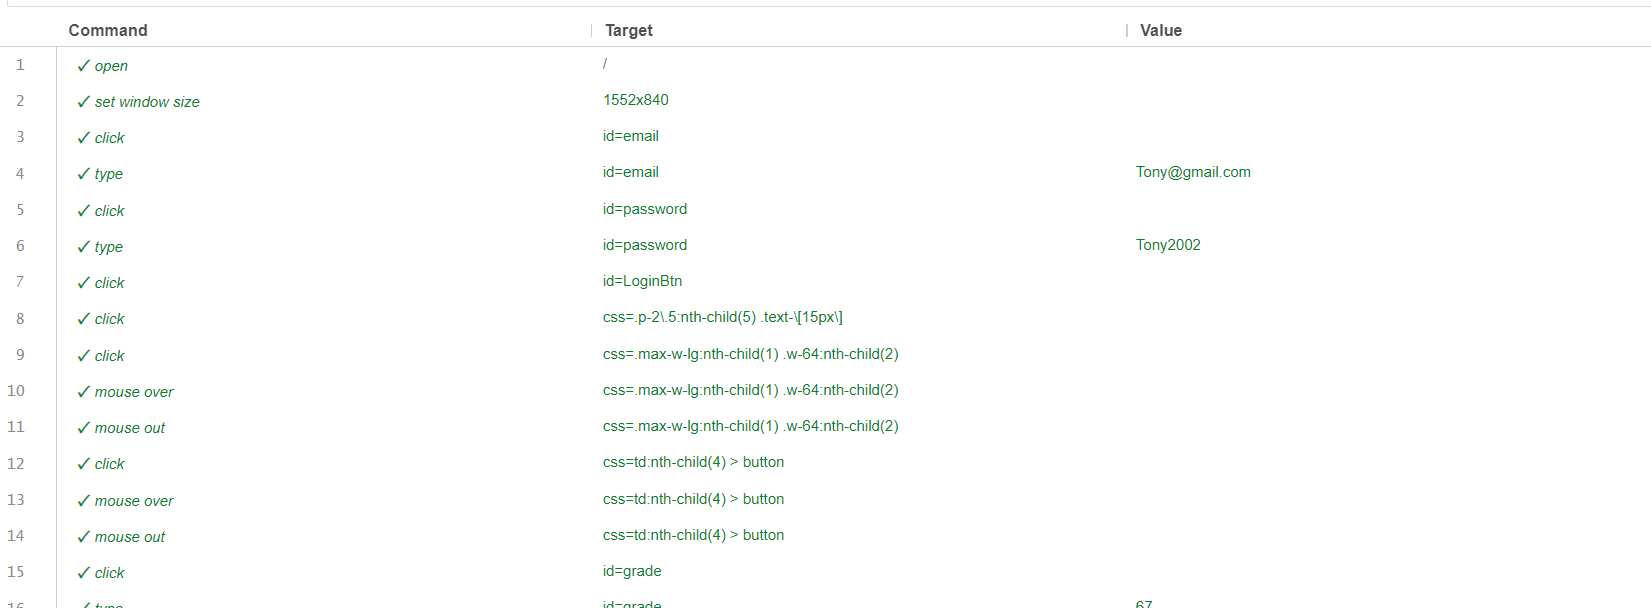 Command Target Value
1 ✓ open /
2 ✓ set window size 1552x840
3 ✓ click id=email
4 ✓ type id=email Tony@gmail.com
5 ✓ click id=password
6 ✓ type id=password Tony2002
7 ✓ click id=LoginBtn
8 ✓ click css=.p-2\.5:nth-child(5) .text-\[15px\]
9 ✓ click css=.max-w-lg:nth-child(1) .w-64:nth-child(2)
10 ✓ mouse over css=.max-w-lg:nth-child(1) .w-64:nth-child(2)
11 ✓ mouse out css=.max-w-lg:nth-child(1) .w-64:nth-child(2)
12 ✓ click css=td:nth-child(4) > button
13 ✓ mouse over css=td:nth-child(4) > button
14 ✓ mouse out css=td:nth-child(4) > button
15 ✓ click id=grade
16 ✓ type id=grade 67